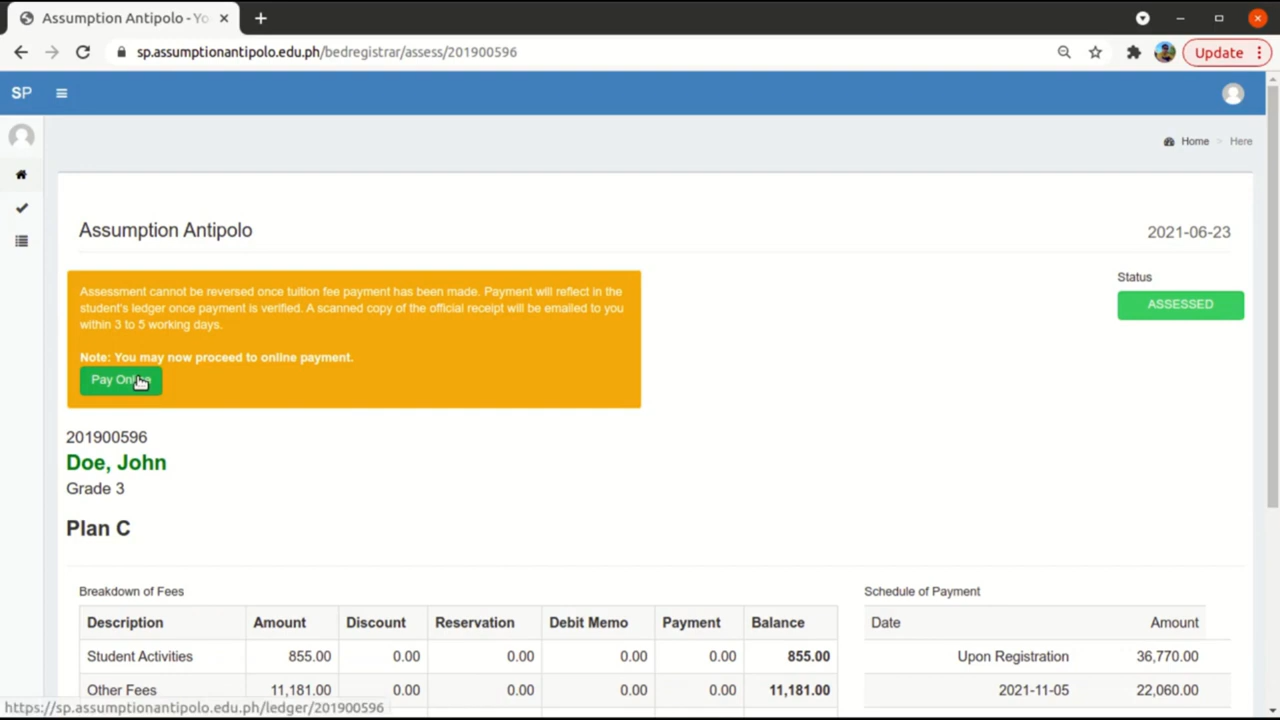 Assumption Antipolo - Yo
sp.assumptionantipolo.edu.ph/bedregistrar/assess/201900596
Update
SP
Home > Here
Assumption Antipolo
2021-06-23
Assessment cannot be reversed once tuition fee payment has been made. Payment will reflect in the
student's ledger once payment is verified. A scanned copy of the official receipt will be emailed to you
within 3 to 5 working days.
Note: You may now proceed to online payment.
Pay Online
Status
ASSESSED
201900596
Doe, John
Grade 3
Plan C
Breakdown of Fees
Description Amount Discount Reservation Debit Memo Payment Balance
Student Activities 855.00 0.00 0.00 0.00 0.00 855.00
Other Fees 11,181.00 0.00 0.00 0.00 0.00 11,181.00
Schedule of Payment
Date Amount
Upon Registration 36,770.00
2021-11-05 22,060.00
https://sp.assumptionantipolo.edu.ph/ledger/201900596